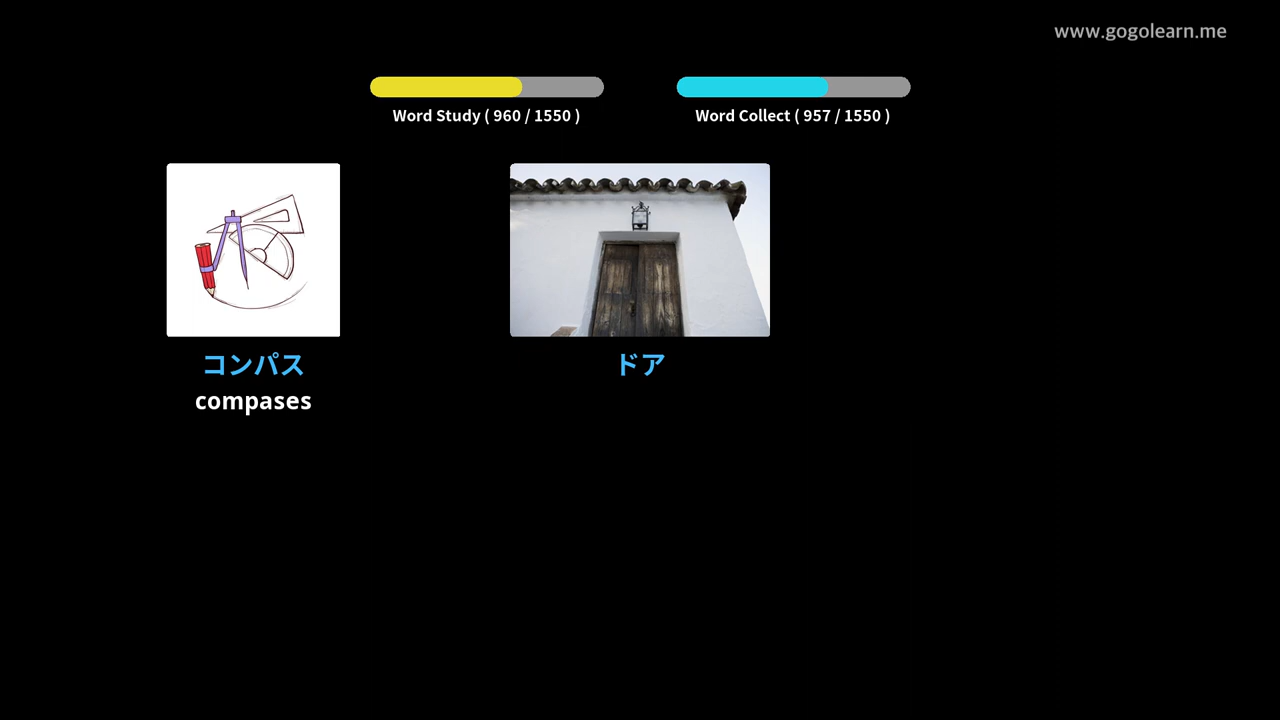 www.gogolearn.me
Word Study ( 960 / 1550 )
Word Collect ( 957 / 1550 )
コンパス
compases
ドア